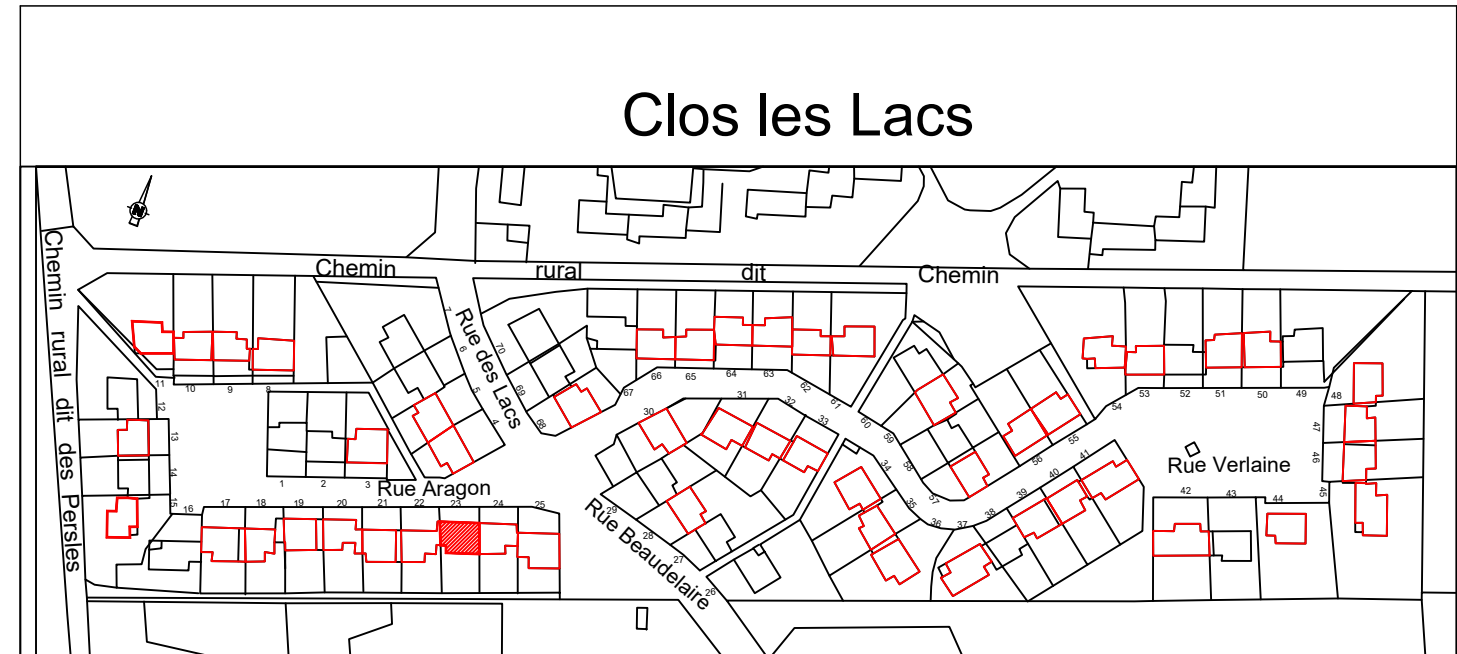 Clos les Lacs
N
Chemin rural dit Chemin
Chemin rural dit des Persles
Rue des Lacs
Rue Aragon
Rue Beaudelaire
Rue Verlaine
1 2 3
4 5 6 7
8 9 10 11
12 13 14 15
16 17 18 19 20 21 22 23 24 25
26 27 28 29
30 31 32 33
34 35 36 37 38 39 40 41
42 43 44
45 46 47 48
49 50 51 52 53 54
55 56 57 58 59 60
61 62 63 64 65 66 67
68 69 70